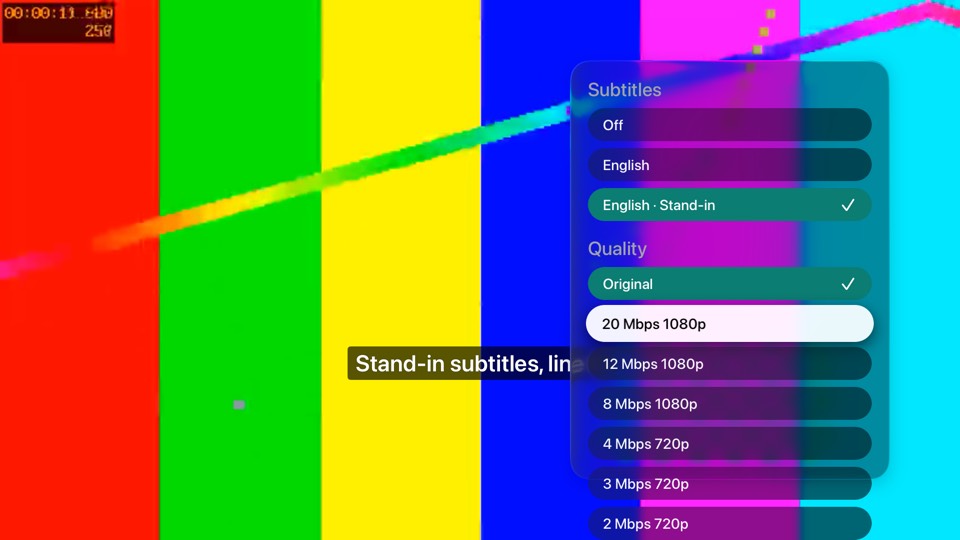 Subtitles
Off
English
English · Stand-in
Quality
Original
20 Mbps 1080p
Stand-in subtitles, line
12 Mbps 1080p
8 Mbps 1080p
4 Mbps 720p
3 Mbps 720p
2 Mbps 720p